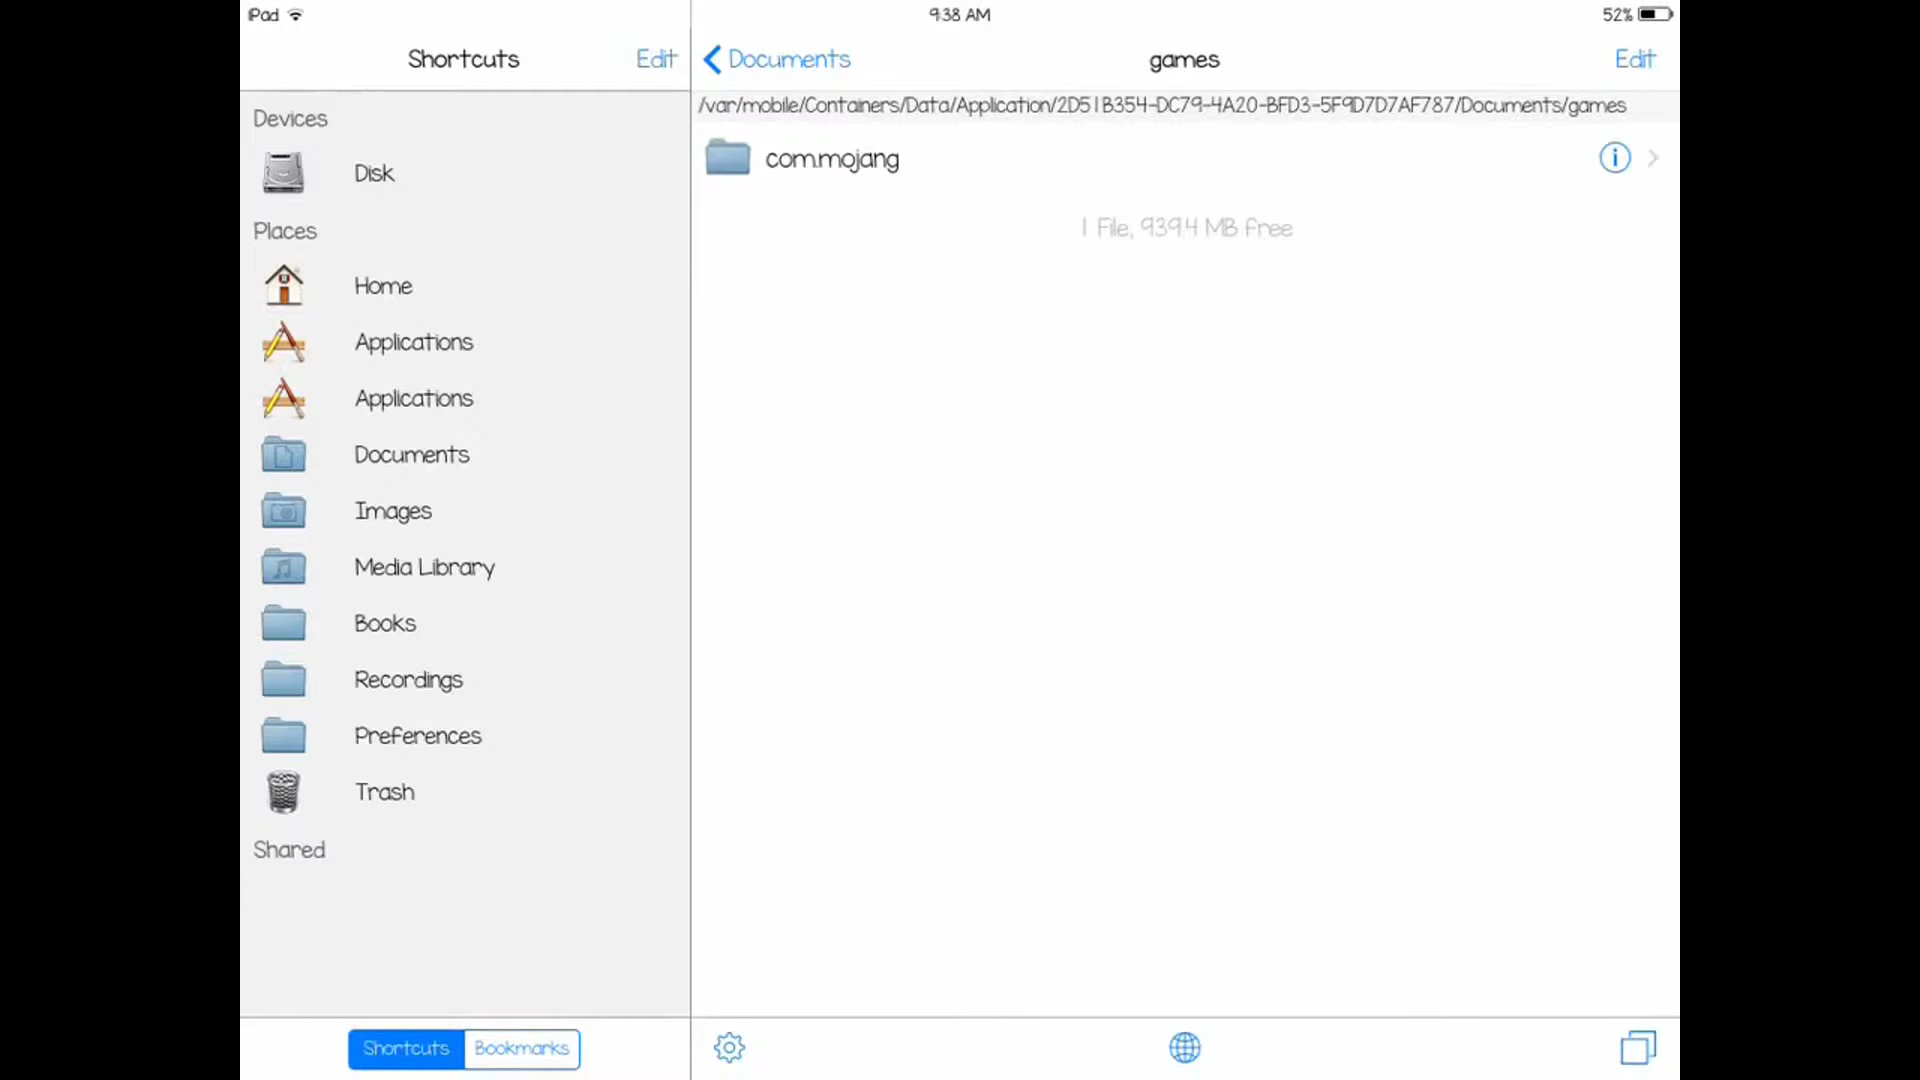 iPad
9:38 AM
52%
Shortcuts
Edit
Documents
games
Edit
/var/mobile/Containers/Data/Application/2D51B354-DC79-4A20-BFD3-5F9D7D7AF787/Documents/games
com.mojang
1 File, 939.4 MB free
Devices
Disk
Places
Home
Applications
Applications
Documents
Images
Media Library
Books
Recordings
Preferences
Trash
Shared
Shortcuts
Bookmarks